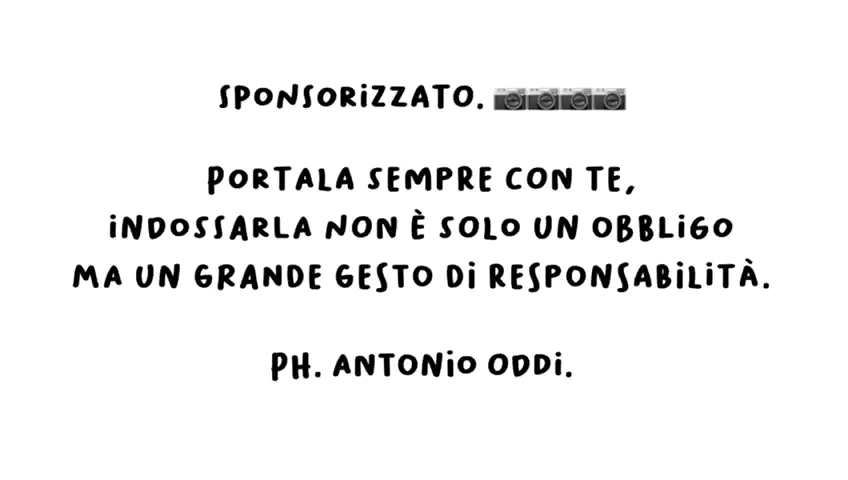 SPONSORIZZATO. 📷📷📷📷
PORTALA SEMPRE CON TE,
INDOSSARLA NON È SOLO UN OBBLIGO
MA UN GRANDE GESTO DI RESPONSABILITÀ.
PH. ANTONIO ODDI.